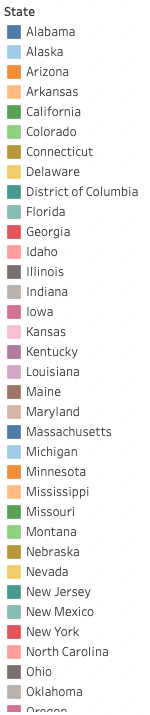 State
Alabama
Alaska
Arizona
Arkansas
California
Colorado
Connecticut
Delaware
District of Columbia
Florida
Georgia
Idaho
Illinois
Indiana
Iowa
Kansas
Kentucky
Louisiana
Maine
Maryland
Massachusetts
Michigan
Minnesota
Mississippi
Missouri
Montana
Nebraska
Nevada
New Jersey
New Mexico
New York
North Carolina
Ohio
Oklahoma
Oregon